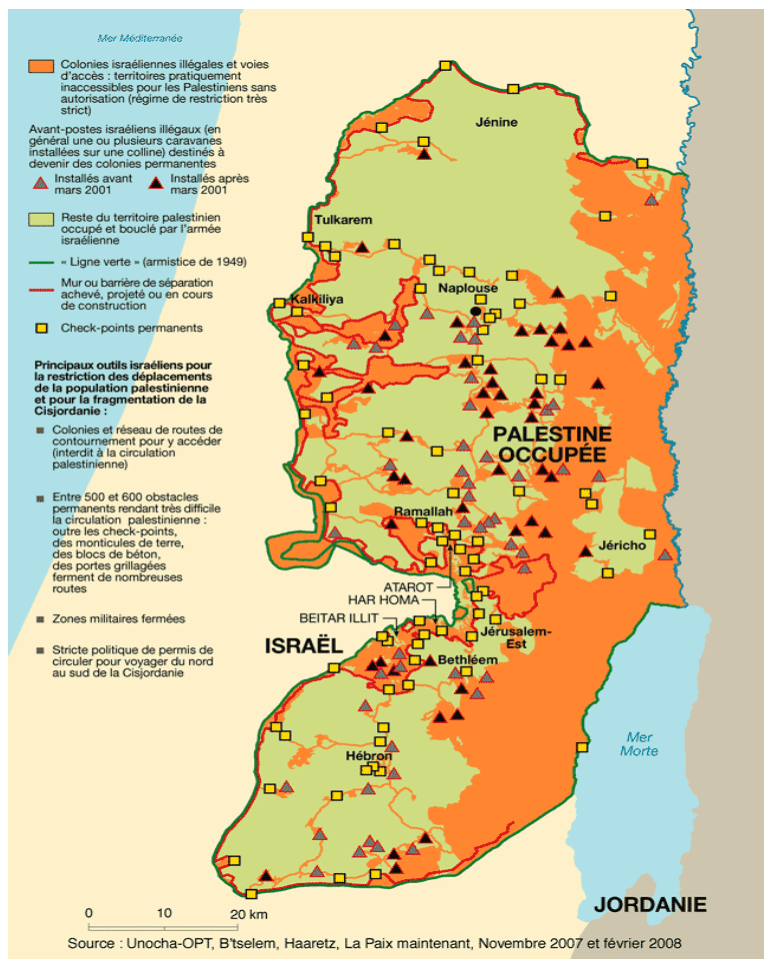 Mer Méditerranée
Colonies israéliennes illégales et voies
d'accès : territoires pratiquement
inaccessibles pour les Palestiniens sans
autorisation (régime de restriction très
strict)
Avant-postes israéliens illégaux (en
général une ou plusieurs caravanes
installées sur une colline) destinés à
devenir des colonies permanentes
Installés avant
mars 2001
Installés après
mars 2001
Reste du territoire palestinien
occupé et bouclé par l'armée
israélienne
« Ligne verte » (armistice de 1949)
Mur ou barrière de séparation
achevé, projeté ou en cours
de construction
Check-points permanents
Principaux outils israéliens pour
la restriction des déplacements
de la population palestinienne
et pour la fragmentation de la
Cisjordanie :
Colonies et réseau de routes de
contournement pour y accéder
(interdit à la circulation
palestinienne)
Entre 500 et 600 obstacles
permanents rendant très difficile
la circulation palestinienne :
outre les check-points,
des monticules de terre,
des blocs de béton,
des portes grillagées
ferment de nombreuses
routes
Zones militaires fermées
Stricte politique de permis de
circuler pour voyager du nord
au sud de la Cisjordanie
Jénine
Tulkarem
Naplouse
Kalkiliya
PALESTINE
OCCUPÉE
Ramallah
Jéricho
ATAROT
HAR HOMA
BEITAR ILLIT
ISRAËL
Jérusalem-
Est
Bethléem
Hébron
Mer
Morte
JORDANIE
0 10 20 km
Source : Unocha-OPT, B'tselem, Haaretz, La Paix maintenant, Novembre 2007 et février 2008